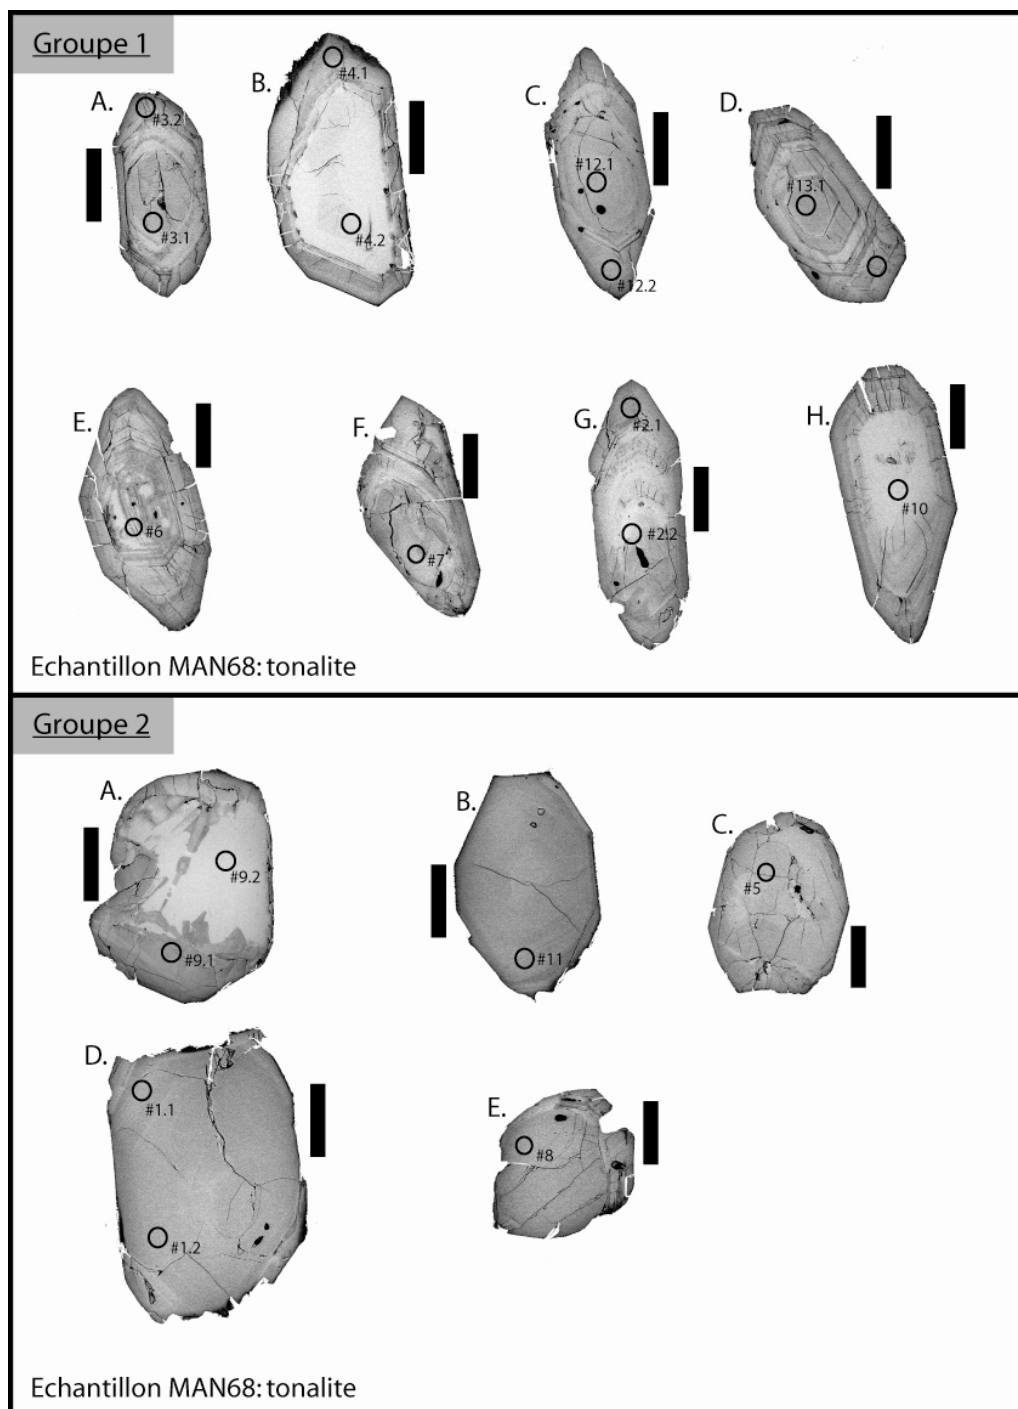 Groupe 1
A.
#3.2
#3.1
B.
#4.1
#4.2
C.
#12.1
#12.2
D.
#13.1
E.
#6
F.
#7
G.
#2.1
#2.2
H.
#10
Echantillon MAN68: tonalite
Groupe 2
A.
#9.2
#9.1
B.
#11
C.
#5
D.
#1.1
#1.2
E.
#8
Echantillon MAN68: tonalite